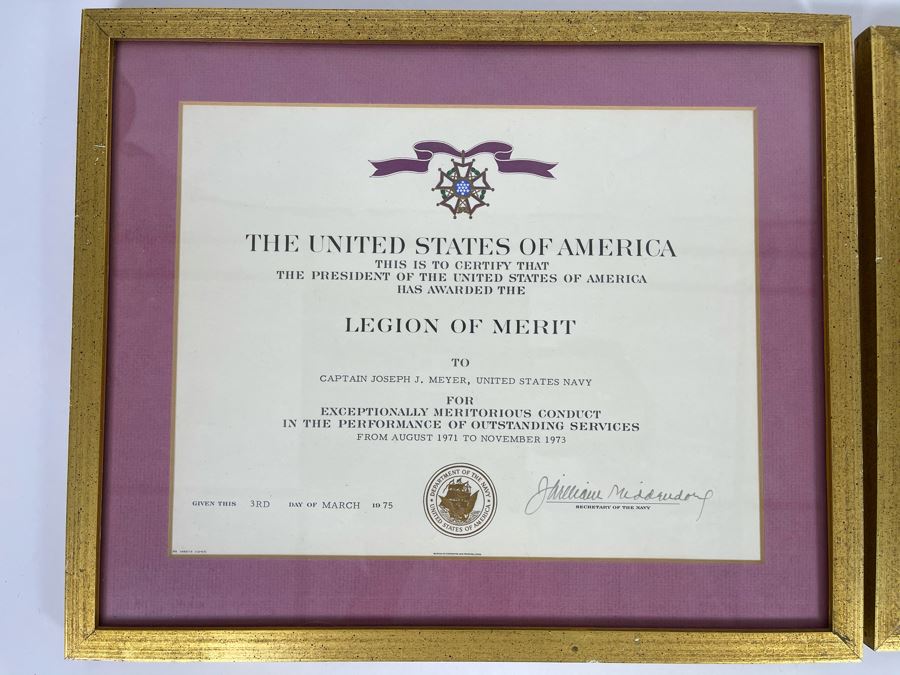 THE UNITED STATES OF AMERICA
THIS IS TO CERTIFY THAT
THE PRESIDENT OF THE UNITED STATES OF AMERICA
HAS AWARDED THE
LEGION OF MERIT
TO
CAPTAIN JOSEPH J. MEYER, UNITED STATES NAVY
FOR
EXCEPTIONALLY MERITORIOUS CONDUCT
IN THE PERFORMANCE OF OUTSTANDING SERVICES
FROM AUGUST 1971 TO NOVEMBER 1973
GIVEN THIS 3RD DAY OF MARCH 1975
DEPARTMENT OF THE NAVY
UNITED STATES OF AMERICA
J William Middendorf
SECRETARY OF THE NAVY